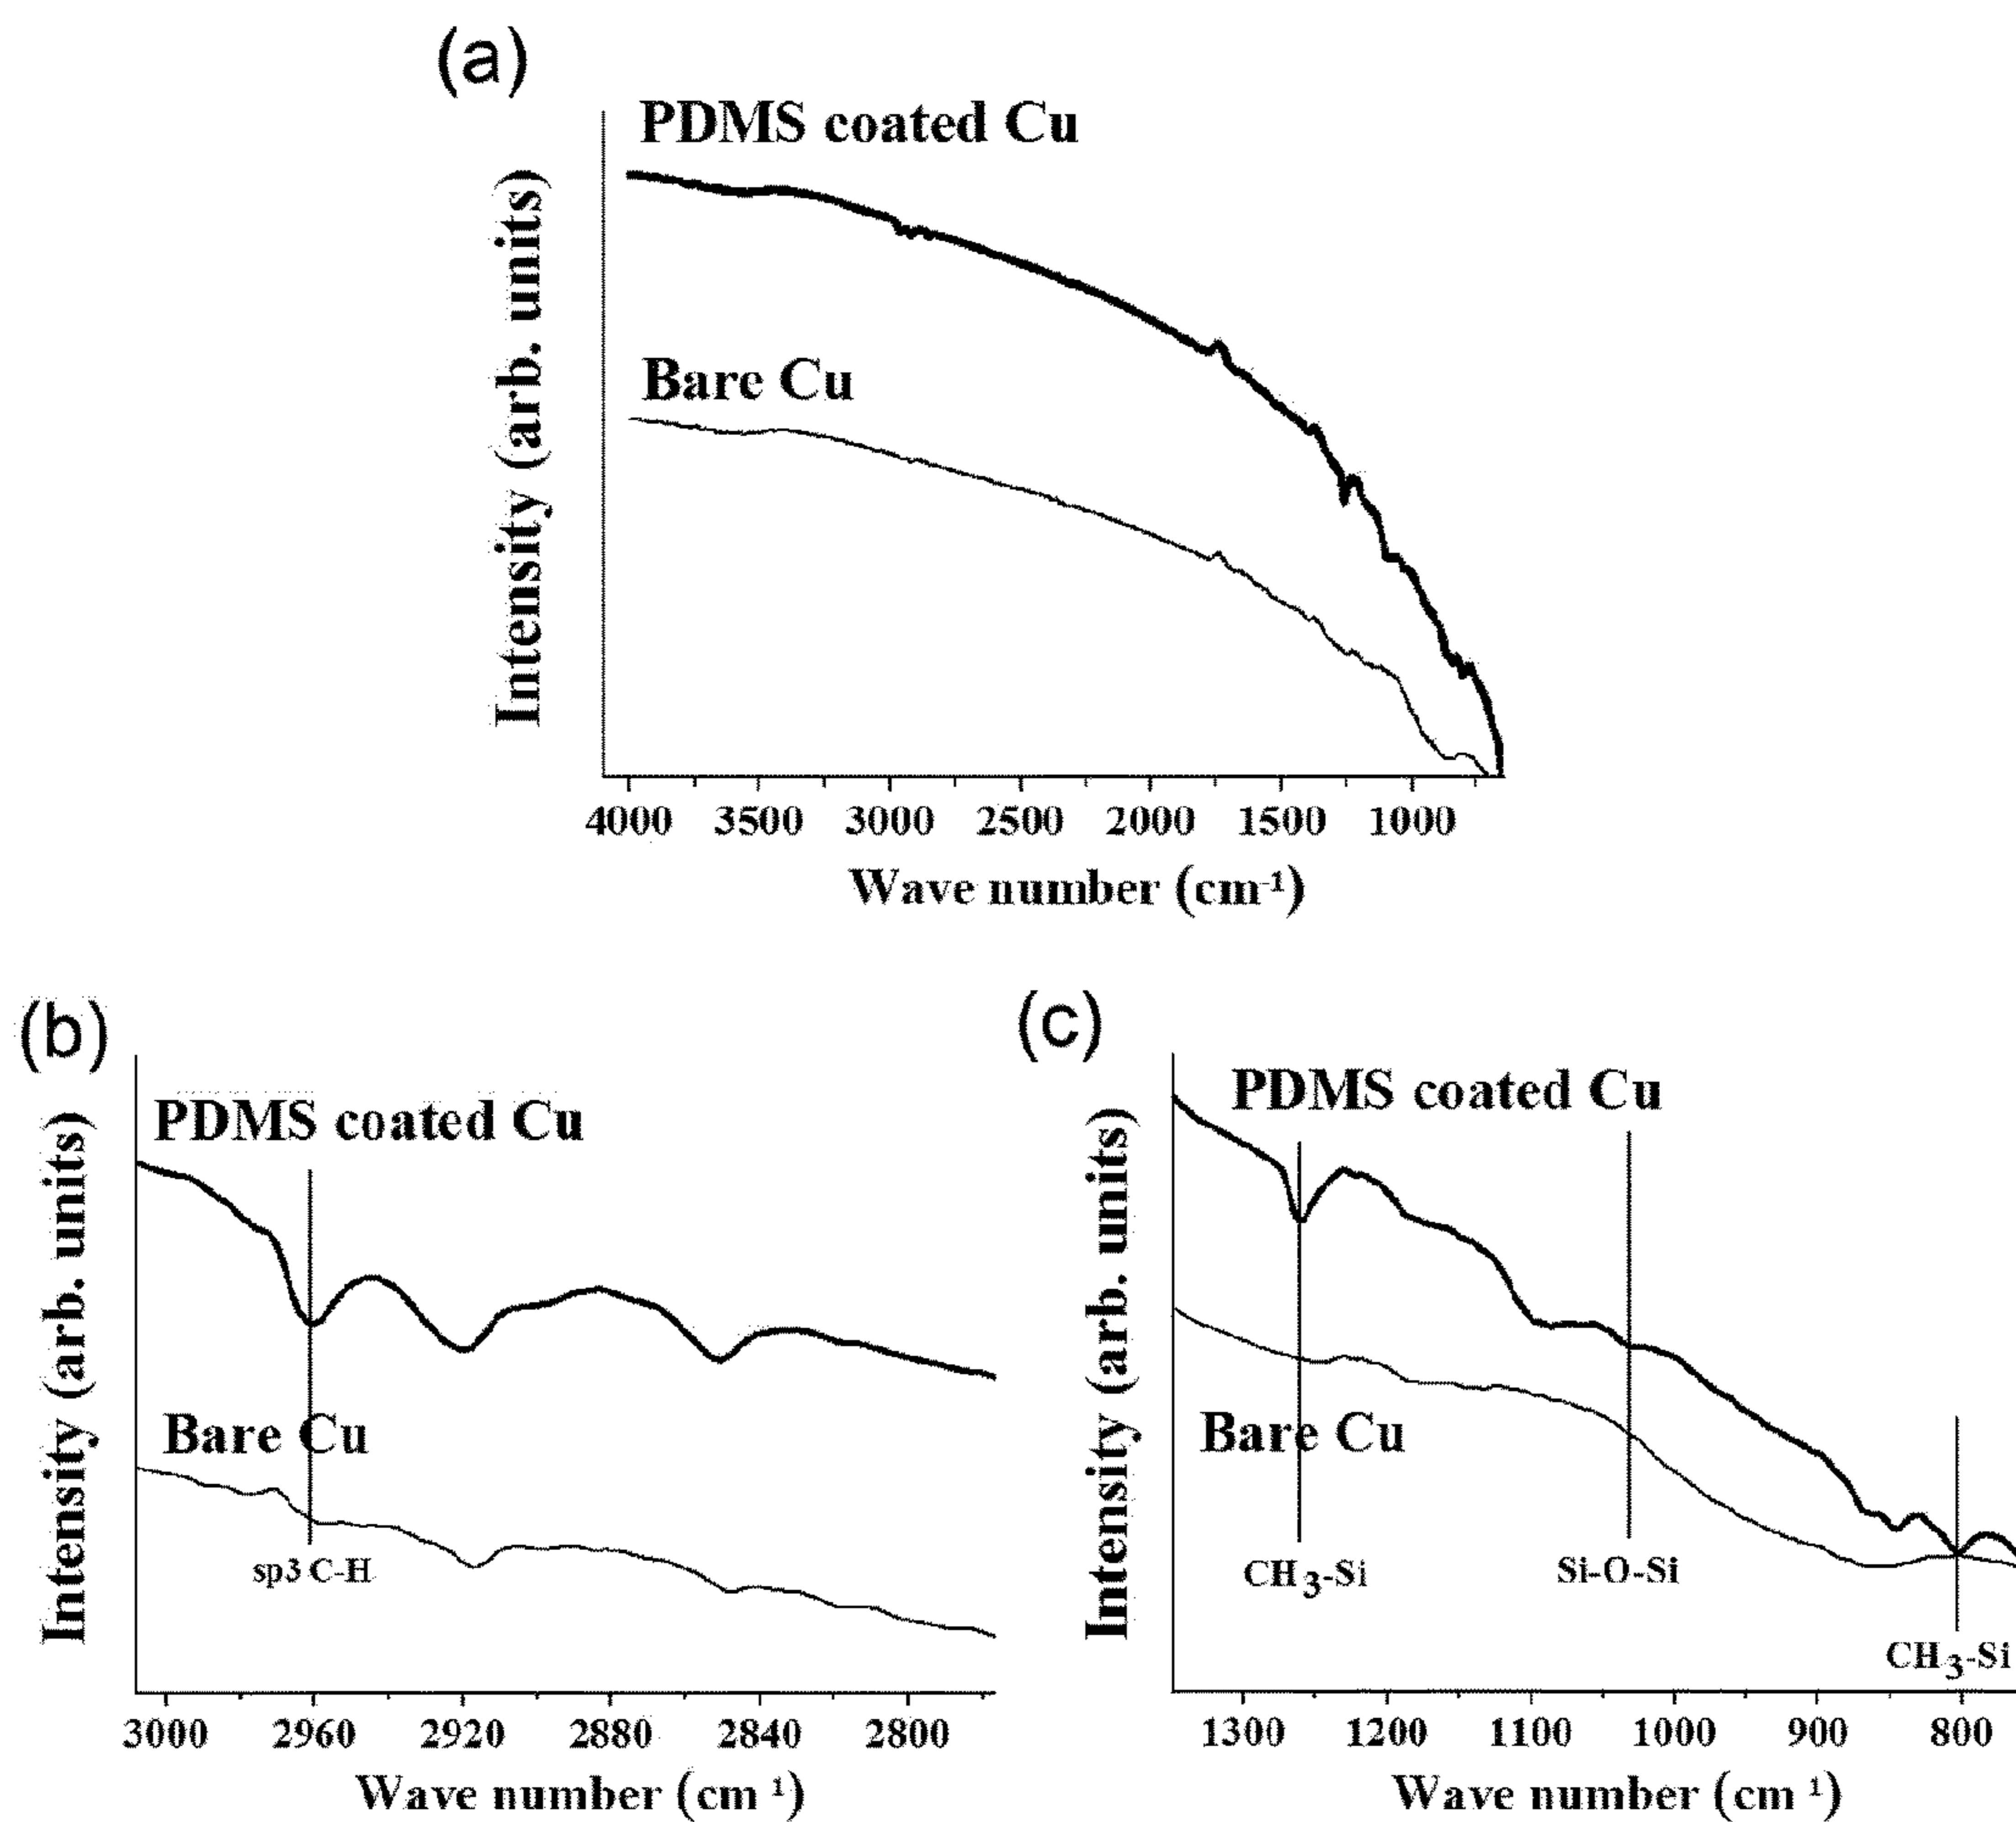 (a)
PDMS coated Cu
Bare Cu
Intensity (arb. units)
4000 3500 3000 2500 2000 1500 1000
Wave number (cm⁻¹)
(b)
PDMS coated Cu
Bare Cu
sp3 C-H
Intensity (arb. units)
3000 2960 2920 2880 2840 2800
Wave number (cm ¹)
(c)
PDMS coated Cu
Bare Cu
CH₃-Si
Si-O-Si
CH₃-Si
Intensity (arb. units)
1300 1200 1100 1000 900 800
Wave number (cm ¹)